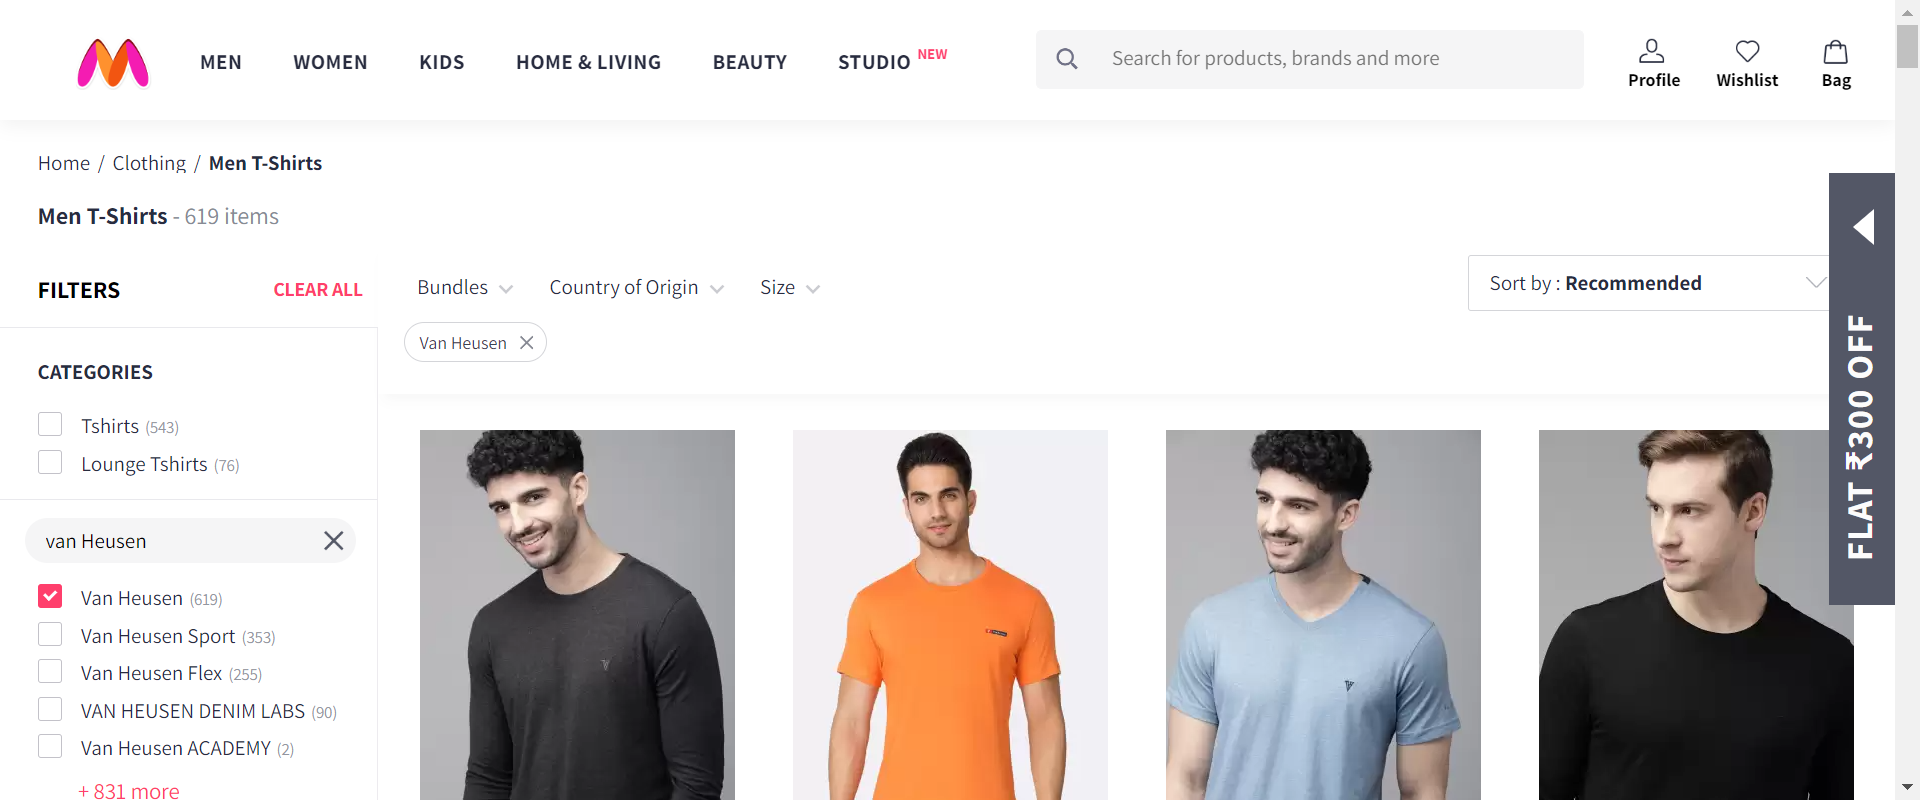 MEN WOMEN KIDS HOME & LIVING BEAUTY STUDIO NEW
Search for products, brands and more
Profile Wishlist Bag
Home / Clothing / Men T-Shirts
Men T-Shirts - 619 items
FILTERS CLEAR ALL
Bundles Country of Origin Size
Sort by : Recommended
Van Heusen
FLAT ₹300 OFF
CATEGORIES
Tshirts (543)
Lounge Tshirts (76)
van Heusen
Van Heusen (619)
Van Heusen Sport (353)
Van Heusen Flex (255)
VAN HEUSEN DENIM LABS (90)
Van Heusen ACADEMY (2)
+ 831 more